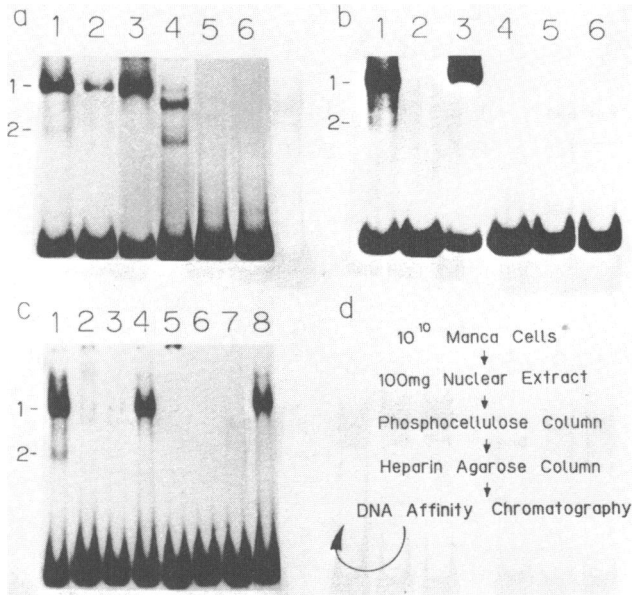 a 1 2 3 4 5 6
1-
2-
b 1 2 3 4 5 6
1-
2-
c 1 2 3 4 5 6 7 8
1-
2-
d
10¹⁰ Manca Cells
100mg Nuclear Extract
Phosphocellulose Column
Heparin Agarose Column
DNA Affinity Chromatography